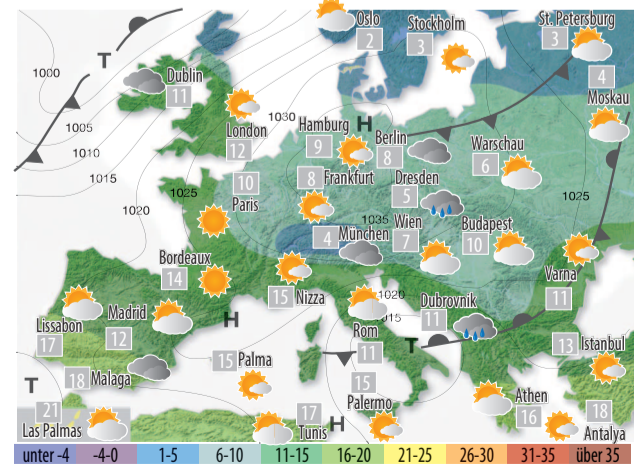 Oslo
2
Stockholm
3
St. Petersburg
3
4
Moskau
1000
T
Dublin
11
1005
1010
1015
1020
1025
1030
London
12
Hamburg
9
H
Berlin
8
Warschau
6
10
Paris
8
Frankfurt
Dresden
5
1025
1035
4
München
Wien
7
Budapest
10
Bordeaux
14
15
Nizza
Varna
11
1020
1015
Lissabon
17
Madrid
12
H
Dubrovnik
11
Rom
11
T
13
Istanbul
15
Palma
T
18
Malaga
15
Palermo
21
Las Palmas
17
Tunis
H
Athen
16
18
Antalya
unter -4
-4-0
1-5
6-10
11-15
16-20
21-25
26-30
31-35
über 35